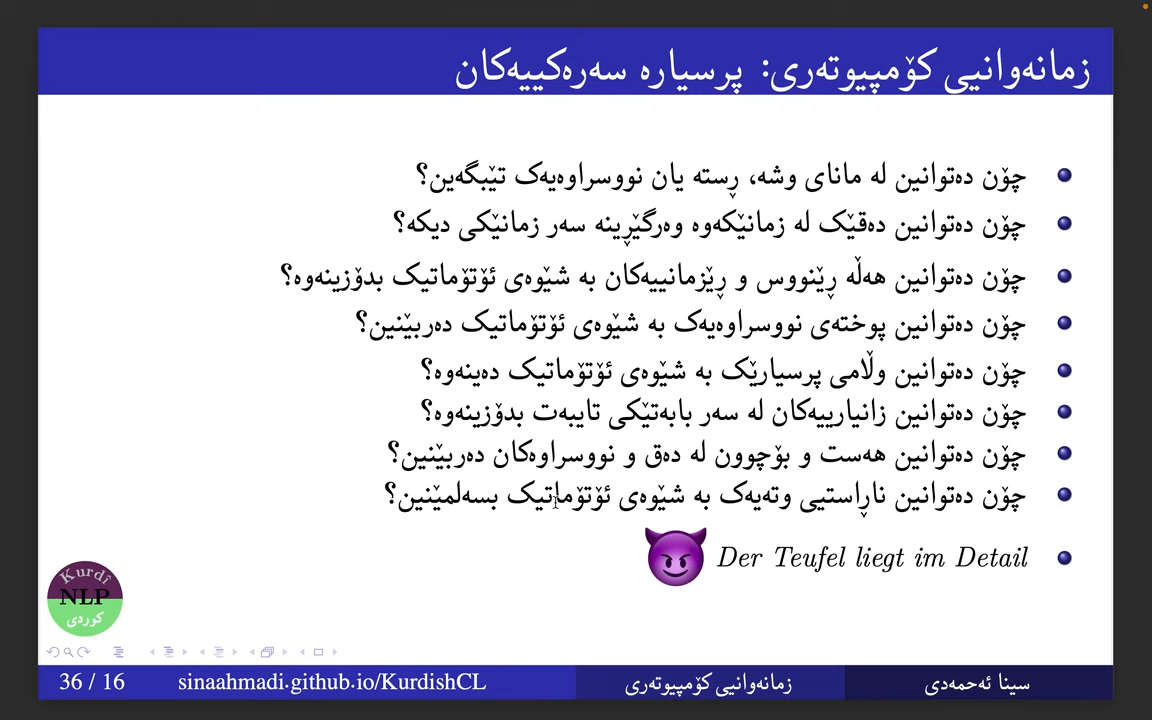 زمانەوانیی کۆمپیوتەری: پرسیارە سەرەکییەکان
چۆن دەتوانین لە مانای وشە، ڕستە یان نووسراوەیەک تێبگەین؟
چۆن دەتوانین دەقێک لە زمانێکەوە وەرگێڕینە سەر زمانێکی دیکە؟
چۆن دەتوانین هەڵە ڕێنووس و ڕێزمانییەکان بە شێوەی ئۆتۆماتیک بدۆزینەوە؟
چۆن دەتوانین پوختەی نووسراوەیەک بە شێوەی ئۆتۆماتیک دەربێنین؟
چۆن دەتوانین وڵامی پرسیارێک بە شێوەی ئۆتۆماتیک دەینەوە؟
چۆن دەتوانین زانیارییەکان لە سەر بابەتێکی تایبەت بدۆزینەوە؟
چۆن دەتوانین هەست و بۆچوون لە دەق و نووسراوەکان دەربێنین؟
چۆن دەتوانین ناڕاستیی وتەیەک بە شێوەی ئۆتۆماتیک بسەلمێنین؟
Der Teufel liegt im Detail
Kurdî
NLP
کوردی
سینا ئەحمەدی
زمانەوانیی کۆمپیوتەری
sinaahmadi.github.io/KurdishCL
36 / 16